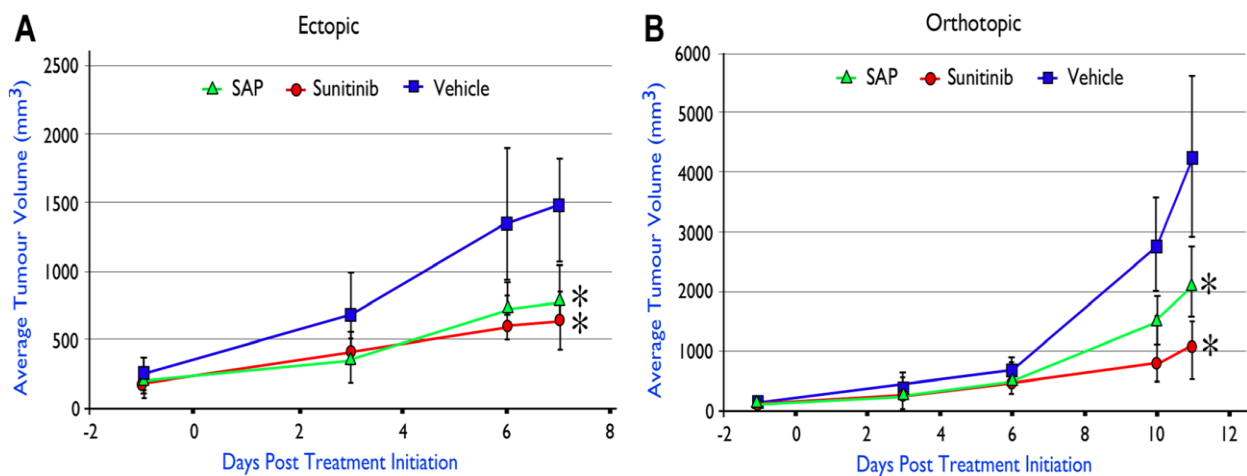 A
Ectopic
SAP Sunitinib Vehicle
Average Tumour Volume (mm³)
2500
2000
1500
1000
500
0
-2 0 2 4 6 8
Days Post Treatment Initiation
*
*
B
Orthotopic
SAP Sunitinib Vehicle
Average Tumour Volume (mm³)
6000
5000
4000
3000
2000
1000
0
-2 0 2 4 6 8 10 12
Days Post Treatment Initiation
*
*